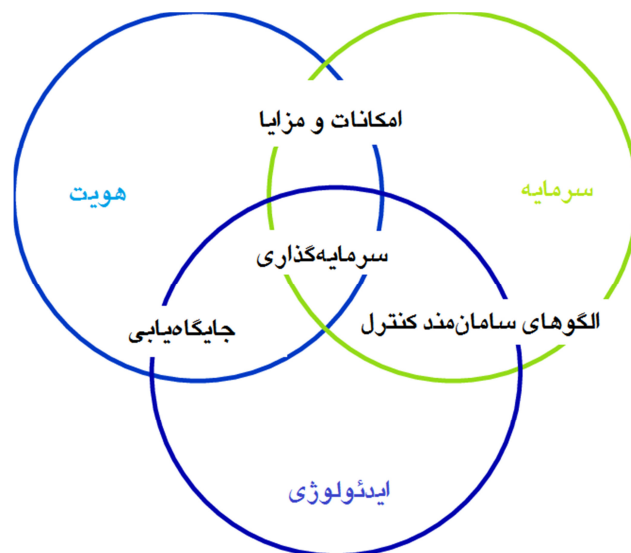 امکانات و مزایا
سرمایه
هویت
سرمایه‌گذاری
الگوهای سامان‌مند کنترل
جایگاه‌یابی
ایدئولوژی